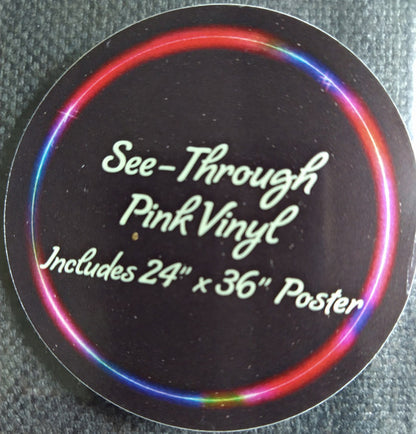 See-Through
Pink Vinyl
Includes 24" x 36" Poster